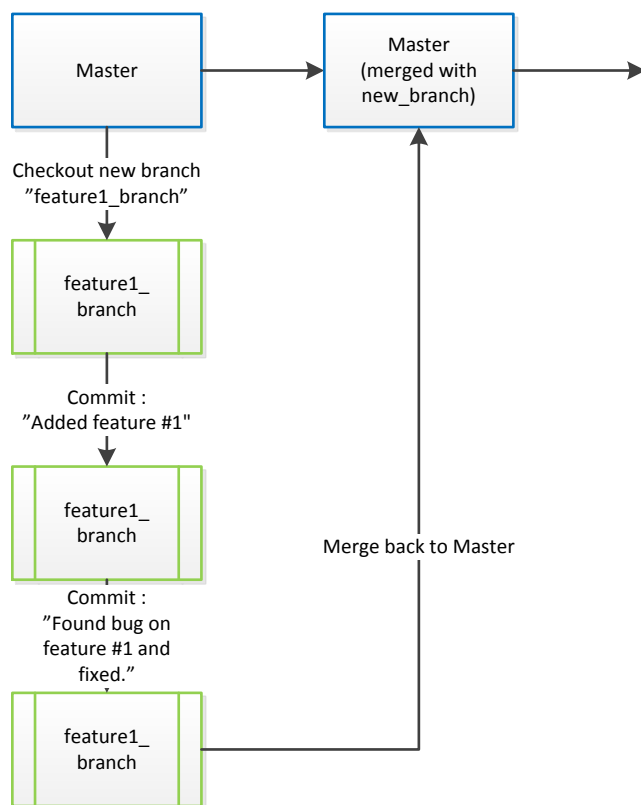 Master
Master
(merged with
new_branch)
Checkout new branch
”feature1_branch”
feature1_
branch
Commit :
”Added feature #1"
feature1_
branch
Merge back to Master
Commit :
”Found bug on
feature #1 and
fixed.”
feature1_
branch